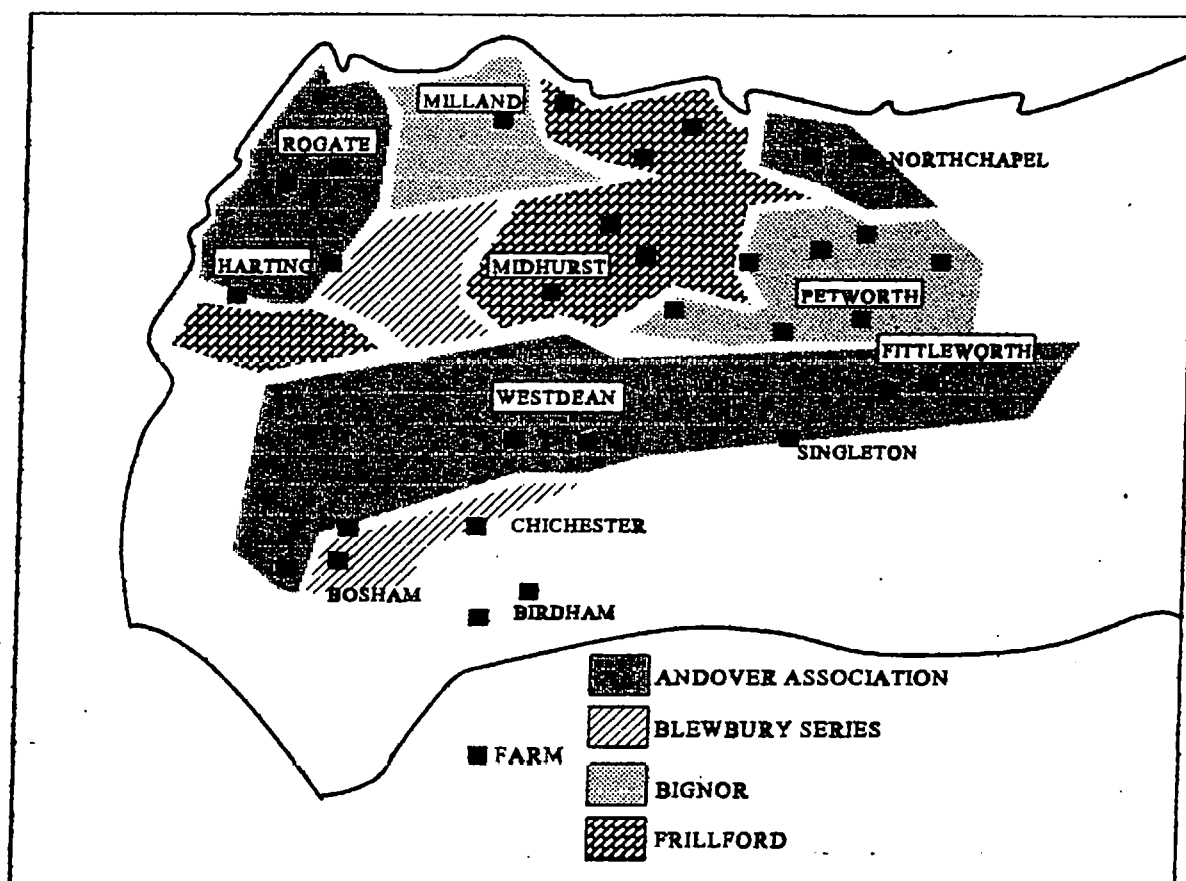 MILLAND
ROGATE
NORTHCHAPEL
HARTING
MIDHURST
PETWORTH
FITTLEWORTH
WESTDEAN
SINGLETON
CHICHESTER
BOSHAM
BIRDHAM
ANDOVER ASSOCIATION
BLEWBURY SERIES
FARM
BIGNOR
FRILLFORD